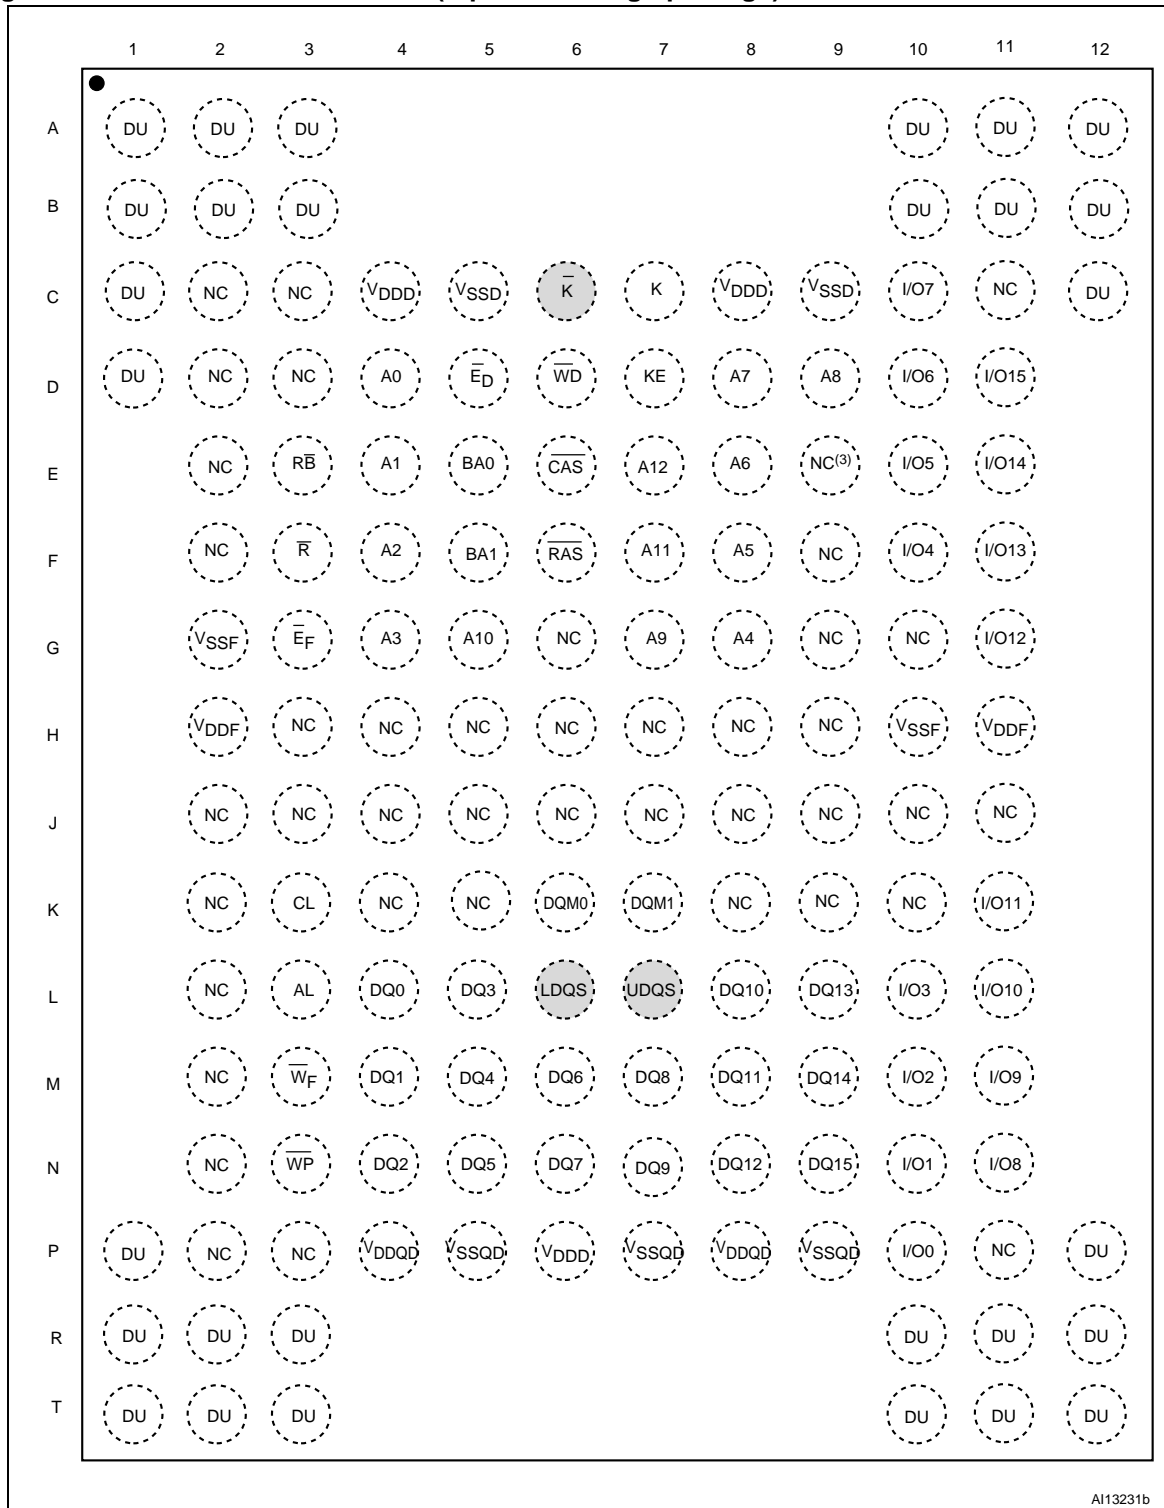 1 2 3 4 5 6 7 8 9 10 11 12
A DU DU DU DU DU DU
B DU DU DU DU DU DU
C DU NC NC VDDD VSSD K̅ K VDDD VSSD I/O7 NC DU
D DU NC NC A0 E̅D W̅D̅ KE A7 A8 I/O6 I/O15
E NC RB̅ A1 BA0 C̅A̅S̅ A12 A6 NC(3) I/O5 I/O14
F NC R̅ A2 BA1 R̅A̅S̅ A11 A5 NC I/O4 I/O13
G VSSF E̅F A3 A10 NC A9 A4 NC NC I/O12
H VDDF NC NC NC NC NC NC NC VSSF VDDF
J NC NC NC NC NC NC NC NC NC NC
K NC CL NC NC DQM0 DQM1 NC NC NC I/O11
L NC AL DQ0 DQ3 LDQS UDQS DQ10 DQ13 I/O3 I/O10
M NC W̅F DQ1 DQ4 DQ6 DQ8 DQ11 DQ14 I/O2 I/O9
N NC W̅P̅ DQ2 DQ5 DQ7 DQ9 DQ12 DQ15 I/O1 I/O8
P DU NC NC VDDQD VSSQD VDDD VSSQD VDDQD VSSQD I/O0 NC DU
R DU DU DU DU DU DU
T DU DU DU DU DU DU
AI13231b